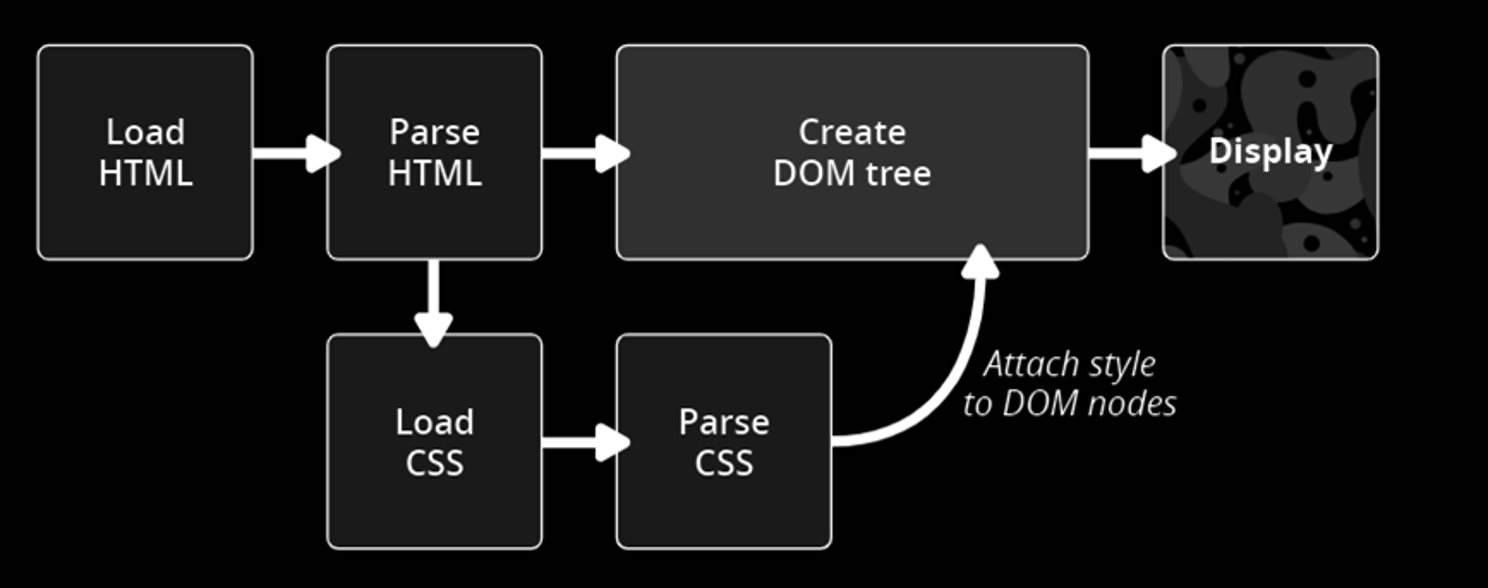 Load
HTML
Parse
HTML
Create
DOM tree
Display
Load
CSS
Parse
CSS
Attach style
to DOM nodes